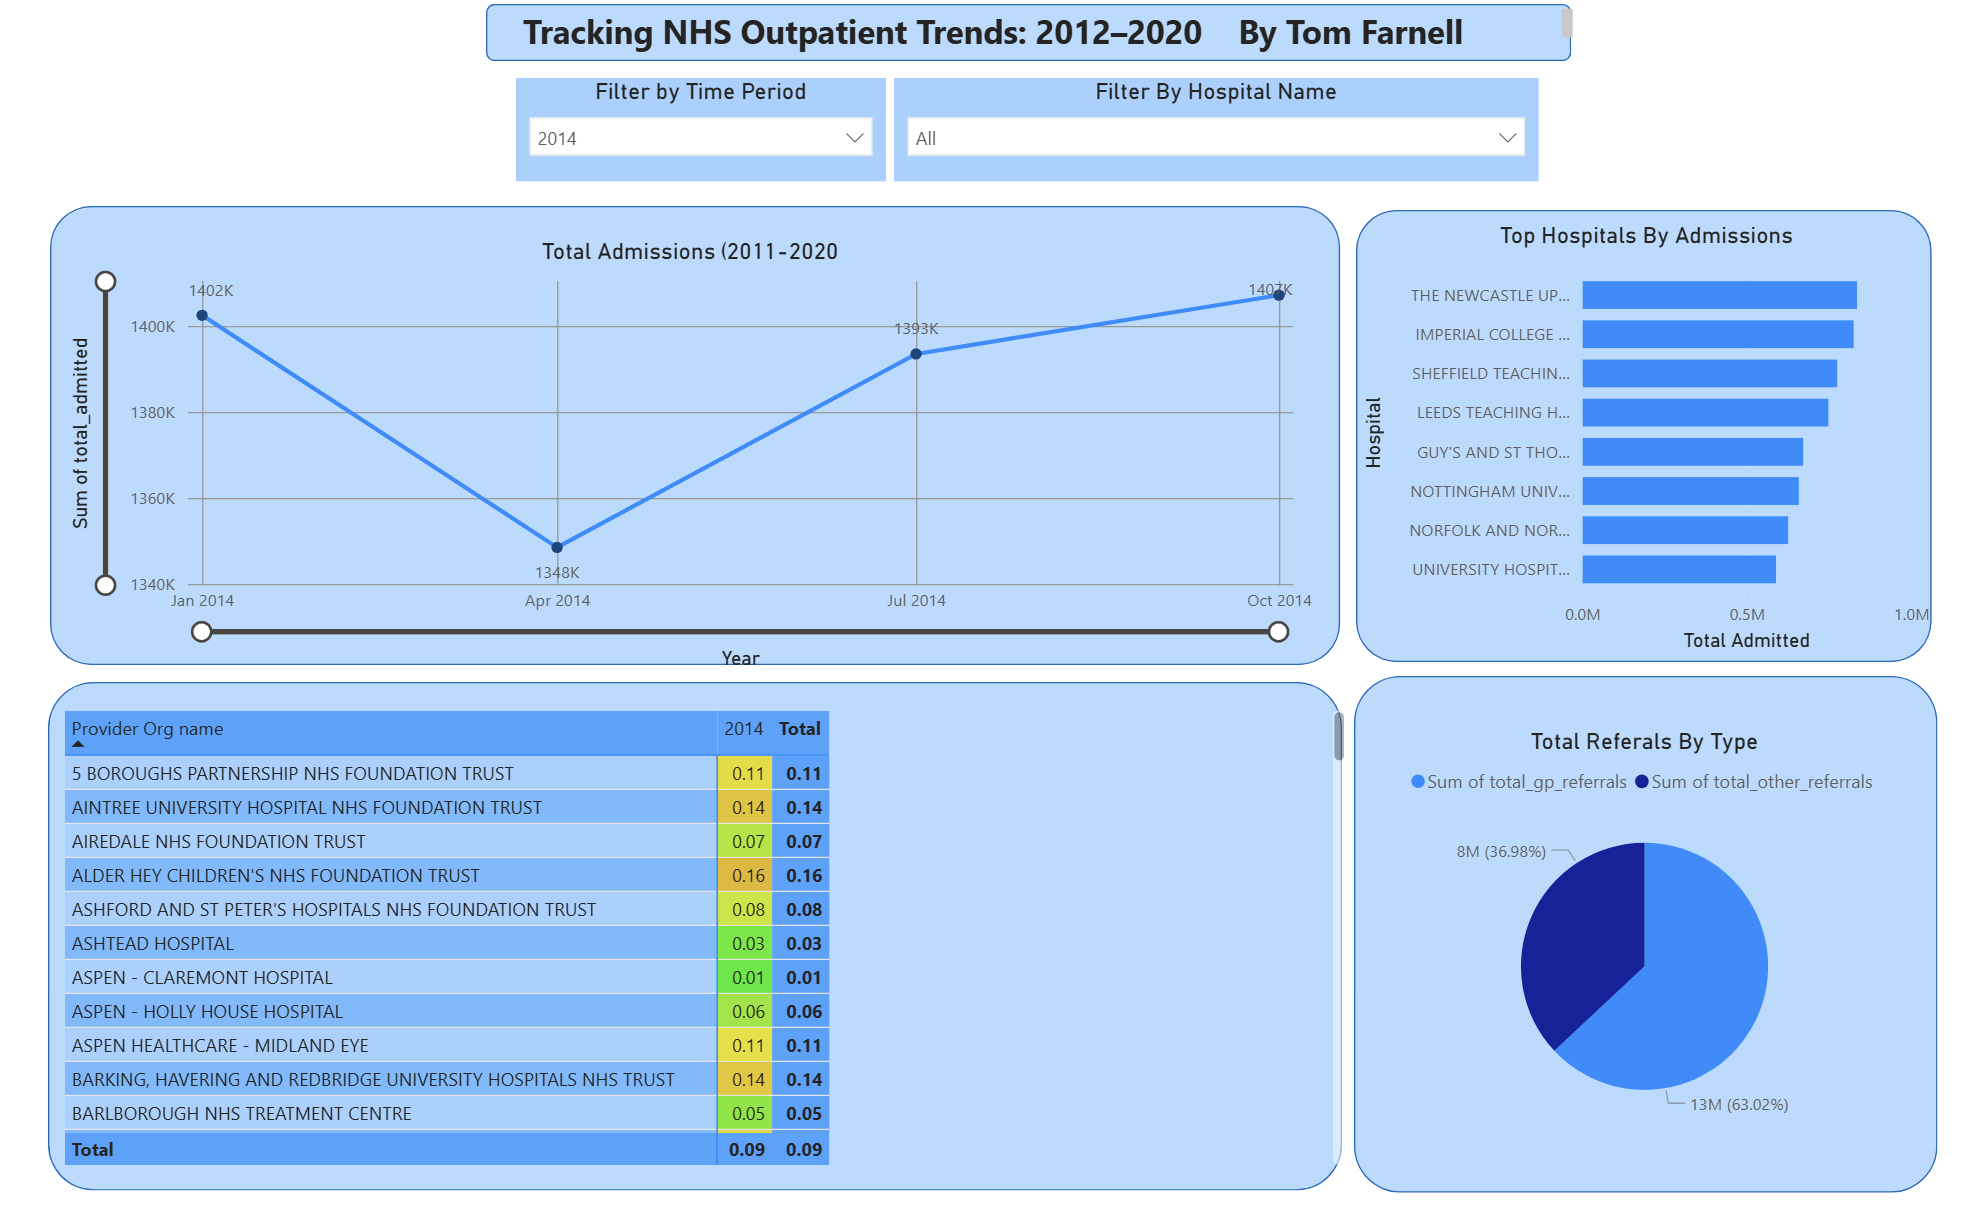 Tracking NHS Outpatient Trends: 2012–2020    By Tom Farnell
Filter by Time Period
2014
Filter By Hospital Name
All
Total Admissions (2011-2020
Sum of total_admitted
1400K
1380K
1360K
1340K
1402K
1348K
1393K
1407K
Jan 2014
Apr 2014
Jul 2014
Oct 2014
Year
Top Hospitals By Admissions
Hospital
THE NEWCASTLE UP...
IMPERIAL COLLEGE ...
SHEFFIELD TEACHIN...
LEEDS TEACHING H...
GUY'S AND ST THO...
NOTTINGHAM UNIV...
NORFOLK AND NOR...
UNIVERSITY HOSPIT...
0.0M 0.5M 1.0M
Total Admitted
Provider Org name 2014 Total
5 BOROUGHS PARTNERSHIP NHS FOUNDATION TRUST 0.11 0.11
AINTREE UNIVERSITY HOSPITAL NHS FOUNDATION TRUST 0.14 0.14
AIREDALE NHS FOUNDATION TRUST 0.07 0.07
ALDER HEY CHILDREN'S NHS FOUNDATION TRUST 0.16 0.16
ASHFORD AND ST PETER'S HOSPITALS NHS FOUNDATION TRUST 0.08 0.08
ASHTEAD HOSPITAL 0.03 0.03
ASPEN - CLAREMONT HOSPITAL 0.01 0.01
ASPEN - HOLLY HOUSE HOSPITAL 0.06 0.06
ASPEN HEALTHCARE - MIDLAND EYE 0.11 0.11
BARKING, HAVERING AND REDBRIDGE UNIVERSITY HOSPITALS NHS TRUST 0.14 0.14
BARLBOROUGH NHS TREATMENT CENTRE 0.05 0.05
Total 0.09 0.09
Total Referals By Type
Sum of total_gp_referrals Sum of total_other_referrals
8M (36.98%)
13M (63.02%)